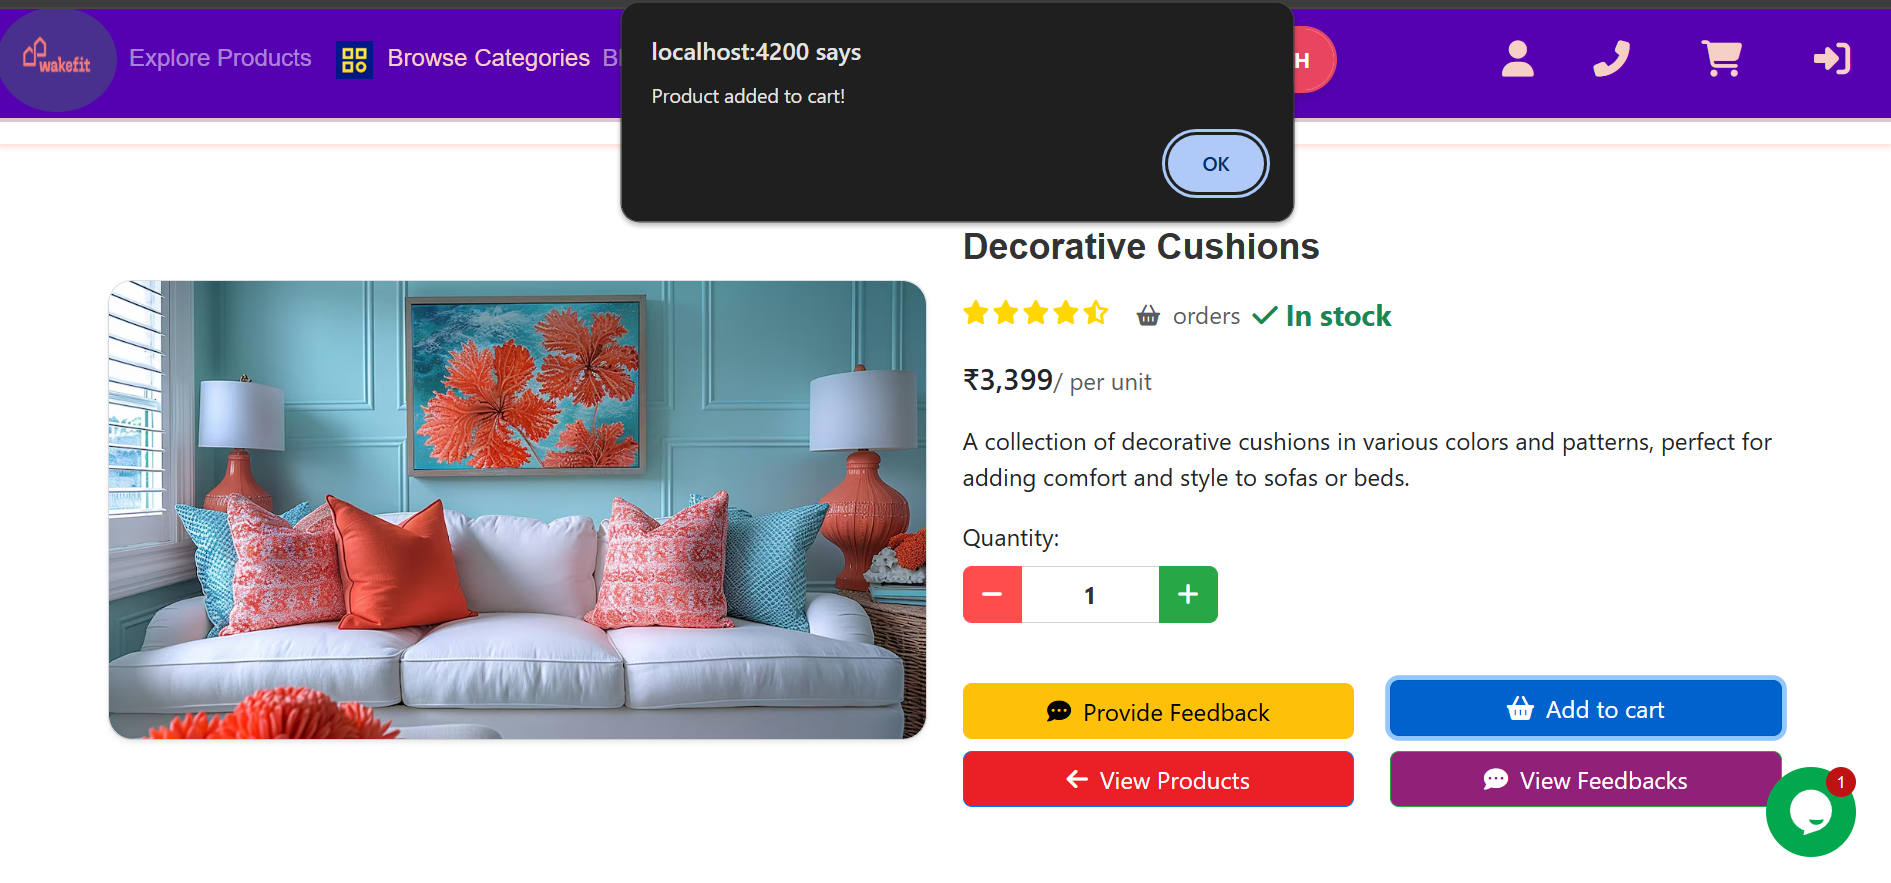 wakefit
Explore Products
Browse Categories
localhost:4200 says
Product added to cart!
OK
Decorative Cushions
orders
In stock
₹3,399/ per unit
A collection of decorative cushions in various colors and patterns, perfect for
adding comfort and style to sofas or beds.
Quantity:
1
Provide Feedback
Add to cart
View Products
View Feedbacks
1